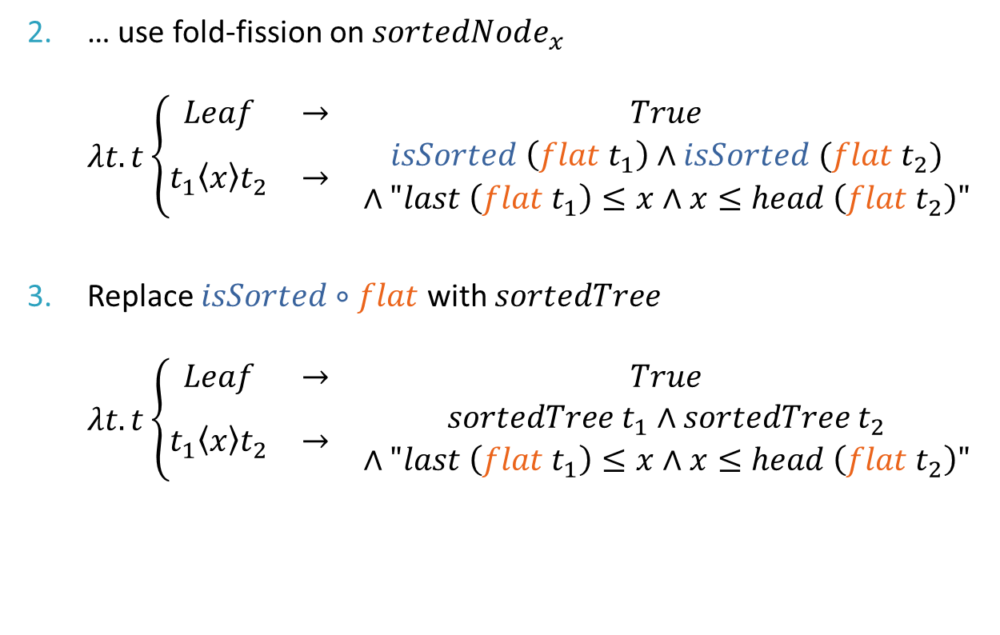 2. ... use fold-fission on sortedNodeₓ
Leaf → True
λt. t { t₁⟨x⟩t₂ → isSorted (flat t₁) ∧ isSorted (flat t₂)
∧ "last (flat t₁) ≤ x ∧ x ≤ head (flat t₂)"
3. Replace isSorted ∘ flat with sortedTree
Leaf → True
λt. t { t₁⟨x⟩t₂ → sortedTree t₁ ∧ sortedTree t₂
∧ "last (flat t₁) ≤ x ∧ x ≤ head (flat t₂)"